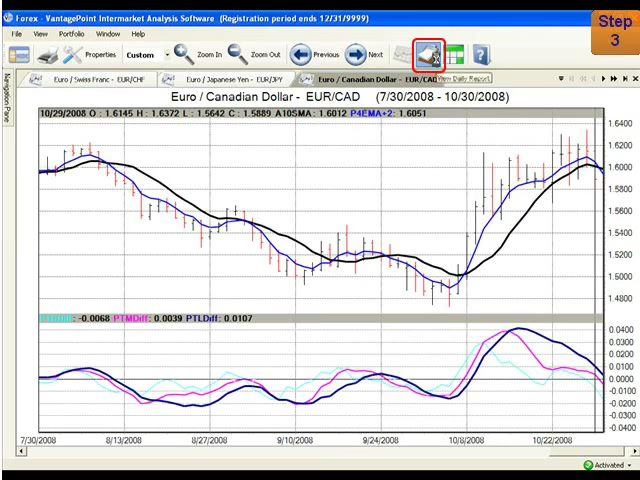 Forex - VantagePoint Intermarket Analysis Software (Registration period ends 12/31/9999)
Step
3
File View Portfolio Window Help
Properties Custom Zoom In Zoom Out Previous Next
View Daily Report
Euro / Swiss Franc - EUR/CHF Euro / Japanese Yen - EUR/JPY Euro / Canadian Dollar - EUR/CAD
Navigation Pane
Euro / Canadian Dollar - EUR/CAD (7/30/2008 - 10/30/2008)
10/29/2008 O : 1.6145 H : 1.6372 L : 1.5642 C : 1.5889 A10SMA: 1.6012 P4EMA+2: 1.6051
1.6400
1.6200
1.6000
1.5800
1.5600
1.5400
1.5200
1.5000
1.4800
-0.0068 PTMDiff: 0.0039 PTLDiff: 0.0107
0.0400
0.0300
0.0200
0.0100
0.0000
-0.0100
-0.0200
-0.0300
-0.0400
7/30/2008 8/13/2008 8/27/2008 9/10/2008 9/24/2008 10/8/2008 10/22/2008
Activated